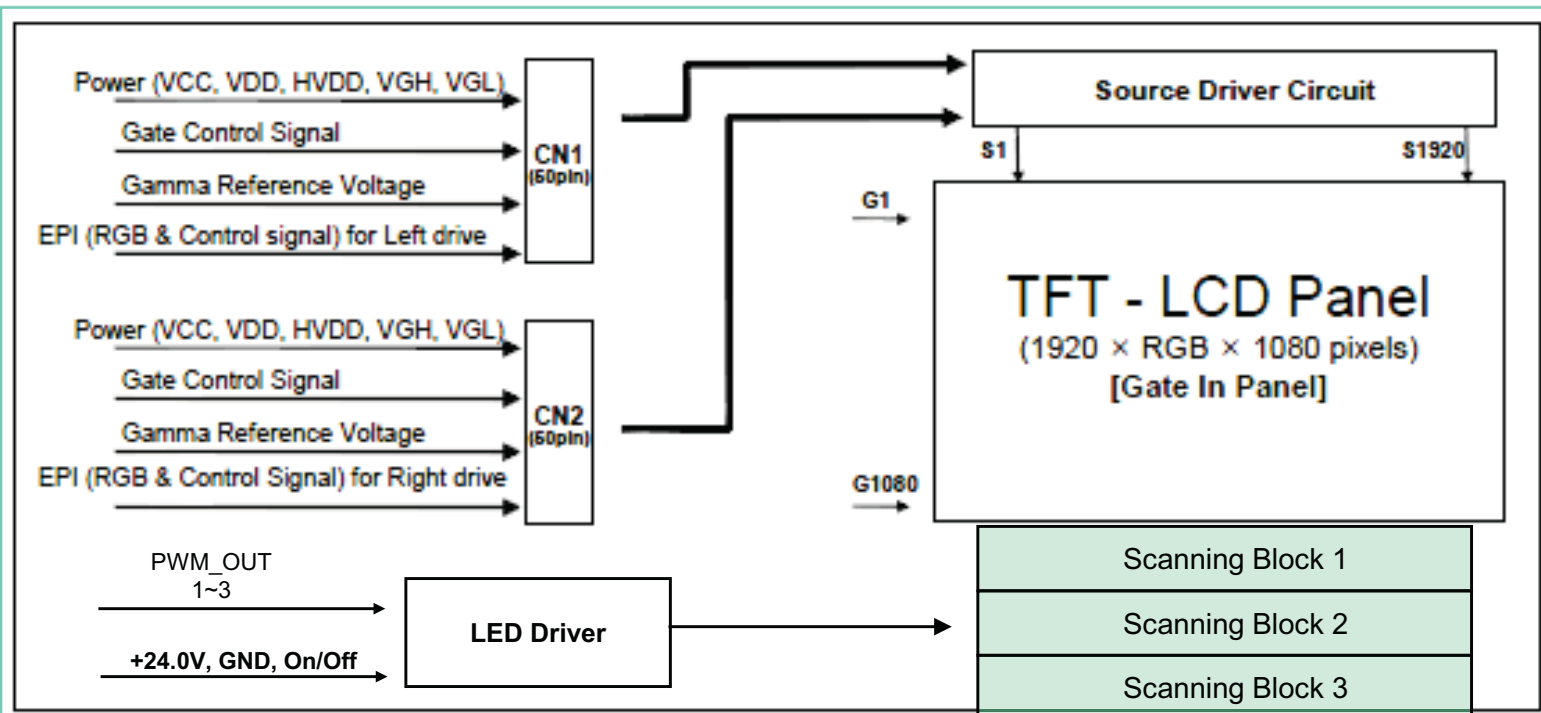 Power (VCC, VDD, HVDD, VGH, VGL)
Gate Control Signal
Gamma Reference Voltage
EPI (RGB & Control signal) for Left drive
CN1
(60pin)
Power (VCC, VDD, HVDD, VGH, VGL)
Gate Control Signal
Gamma Reference Voltage
EPI (RGB & Control Signal) for Right drive
CN2
(60pin)
Source Driver Circuit
S1
S1920
G1
TFT - LCD Panel
(1920 × RGB × 1080 pixels)
[Gate In Panel]
G1080
PWM_OUT
1~3
+24.0V, GND, On/Off
LED Driver
Scanning Block 1
Scanning Block 2
Scanning Block 3